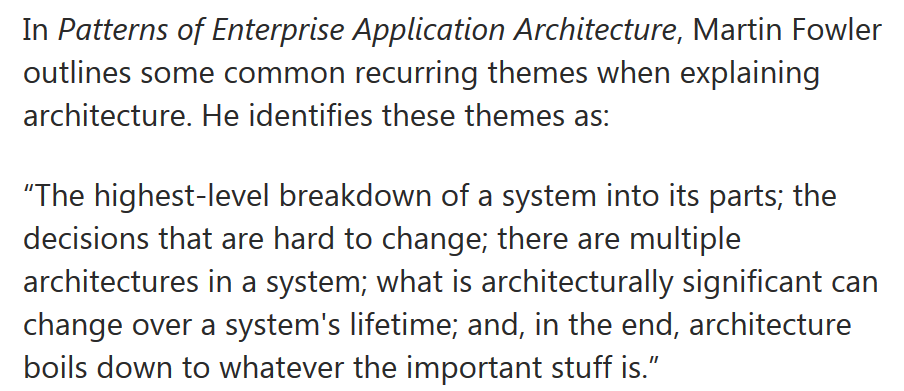 In Patterns of Enterprise Application Architecture, Martin Fowler
outlines some common recurring themes when explaining
architecture. He identifies these themes as:
“The highest-level breakdown of a system into its parts; the
decisions that are hard to change; there are multiple
architectures in a system; what is architecturally significant can
change over a system's lifetime; and, in the end, architecture
boils down to whatever the important stuff is.”